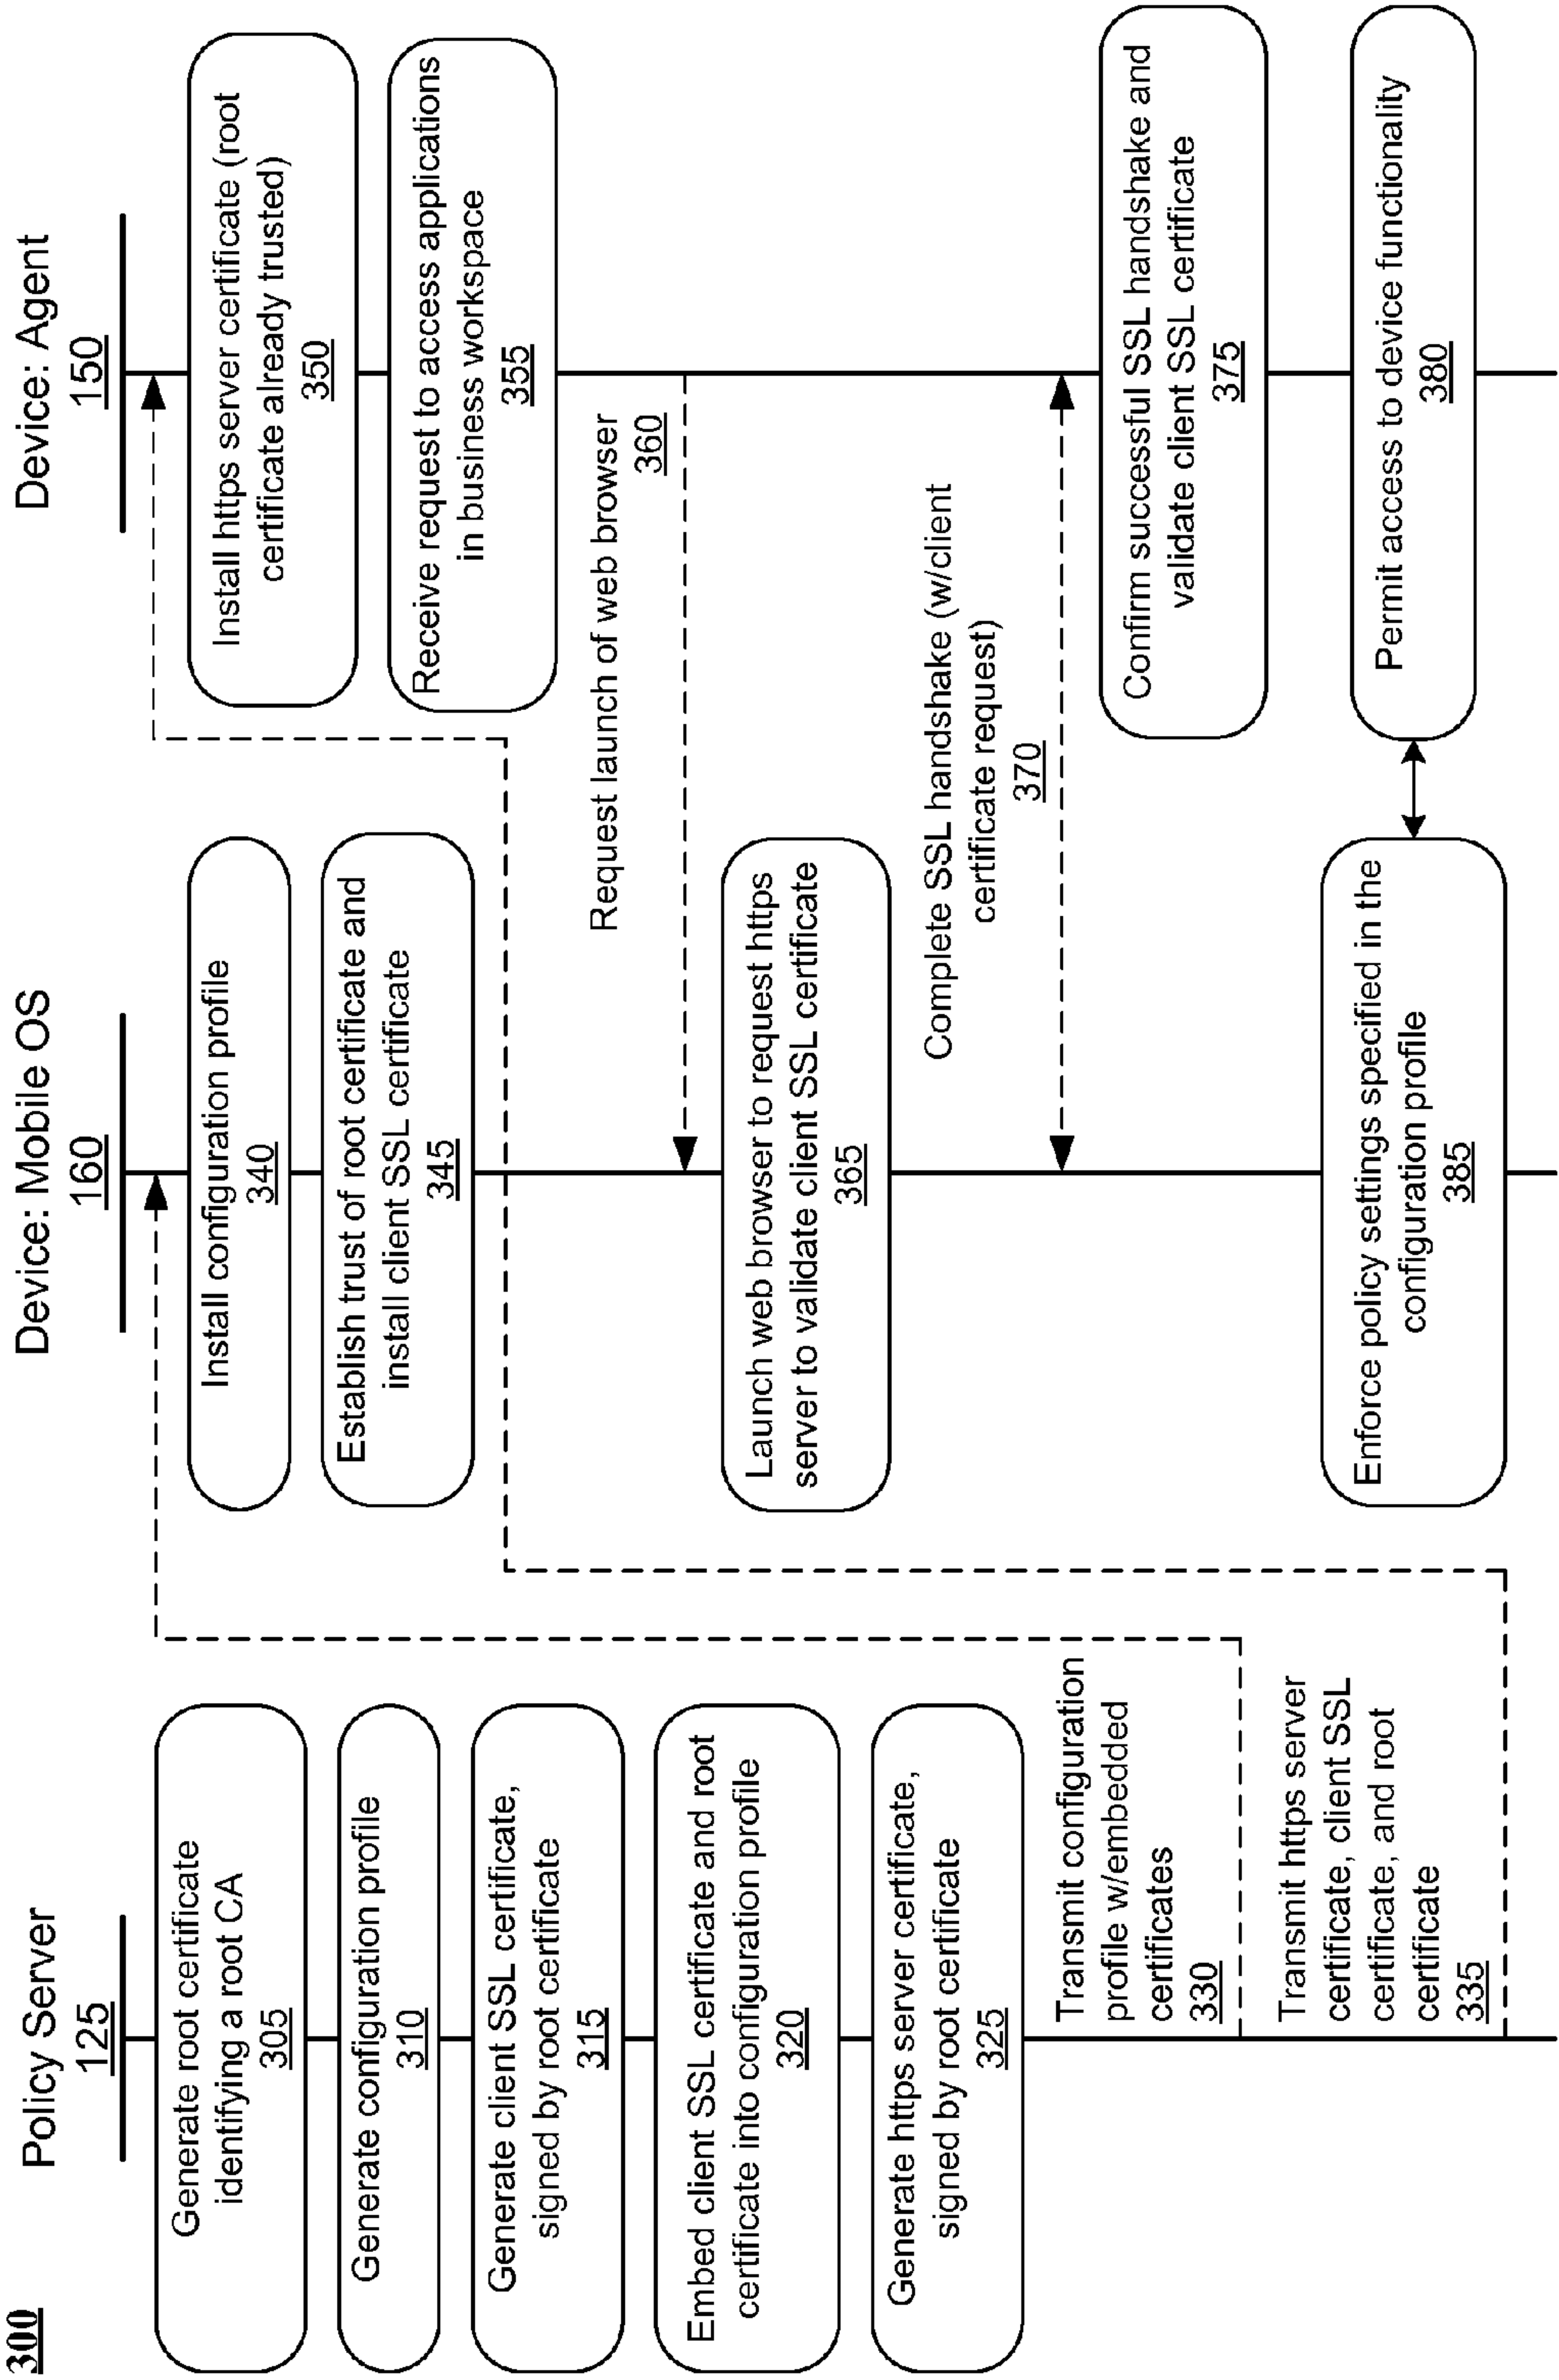 300
Policy Server
125
Generate root certificate
identifying a root CA
305
Generate configuration profile
310
Generate client SSL certificate,
signed by root certificate
315
Embed client SSL certificate and root
certificate into configuration profile
320
Generate https server certificate,
signed by root certificate
325
Transmit configuration
profile w/embedded
certificates
330
Transmit https server
certificate, client SSL
certificate, and root
certificate
335
Device: Mobile OS
160
Install configuration profile
340
Establish trust of root certificate and
install client SSL certificate
345
Launch web browser to request https
server to validate client SSL certificate
365
Enforce policy settings specified in the
configuration profile
385
Request launch of web browser
360
Complete SSL handshake (w/client
certificate request)
370
Device: Agent
150
Install https server certificate (root
certificate already trusted)
350
Receive request to access applications
in business workspace
355
Confirm successful SSL handshake and
validate client SSL certificate
375
Permit access to device functionality
380